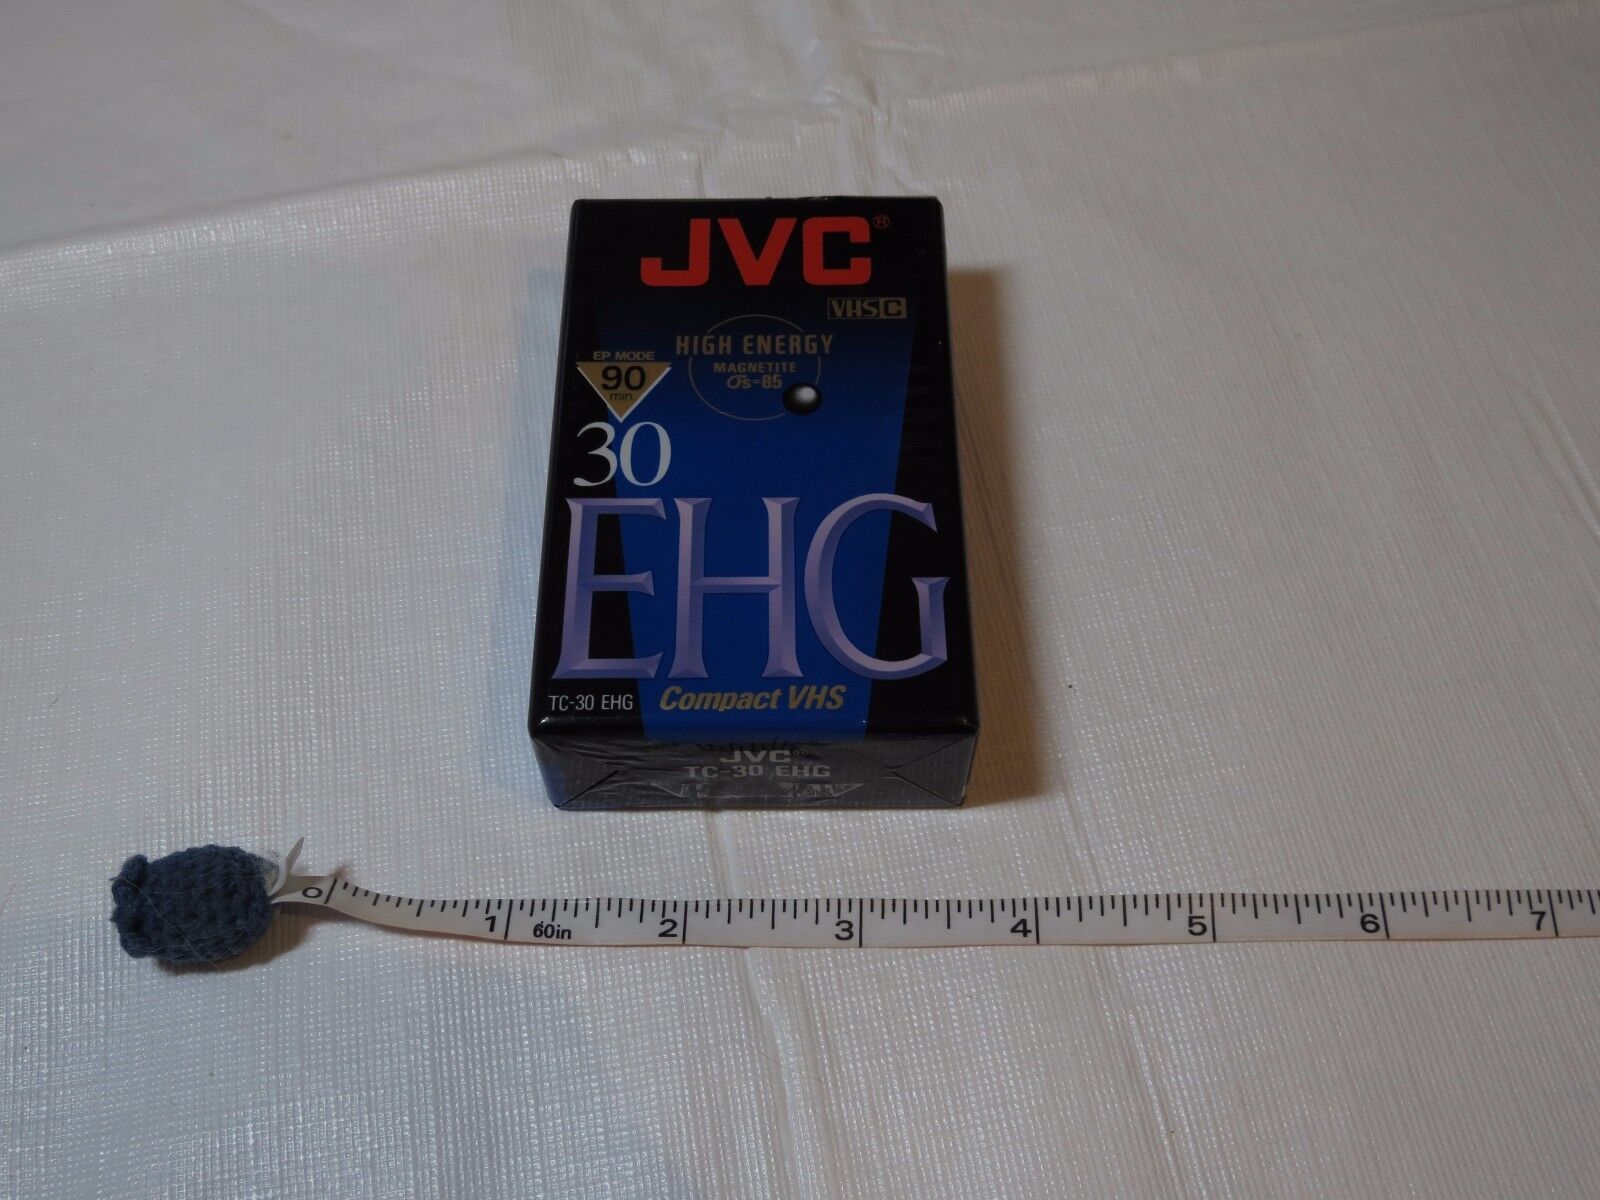 JVC®
VHS C
HIGH ENERGY
MAGNETITE
σs=85
EP MODE
90
min.
30
EHG
TC-30 EHG Compact VHS
JVC
TC-30 EHG
0 1 60in 2 3 4 5 6 7